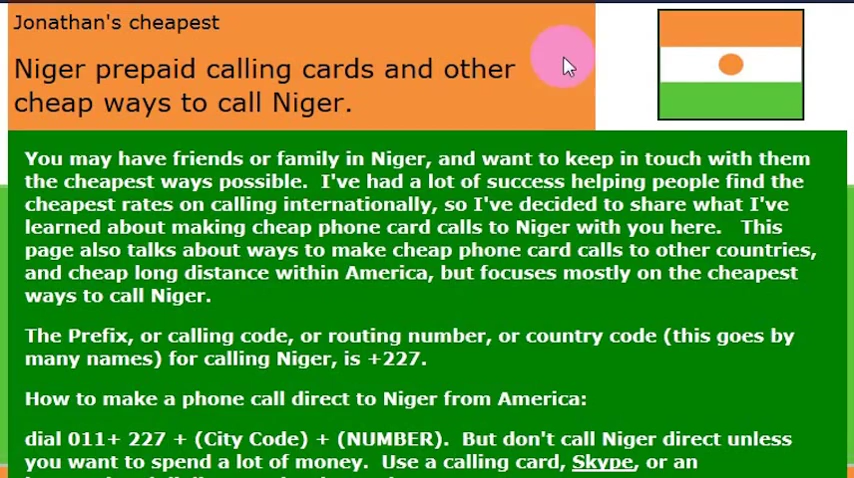 Jonathan's cheapest
Niger prepaid calling cards and other
cheap ways to call Niger.
You may have friends or family in Niger, and want to keep in touch with them
the cheapest ways possible.  I've had a lot of success helping people find the
cheapest rates on calling internationally, so I've decided to share what I've
learned about making cheap phone card calls to Niger with you here.   This
page also talks about ways to make cheap phone card calls to other countries,
and cheap long distance within America, but focuses mostly on the cheapest
ways to call Niger.
The Prefix, or calling code, or routing number, or country code (this goes by
many names) for calling Niger, is +227.
How to make a phone call direct to Niger from America:
dial 011+ 227 + (City Code) + (NUMBER).  But don't call Niger direct unless
you want to spend a lot of money.  Use a calling card, Skype, or an